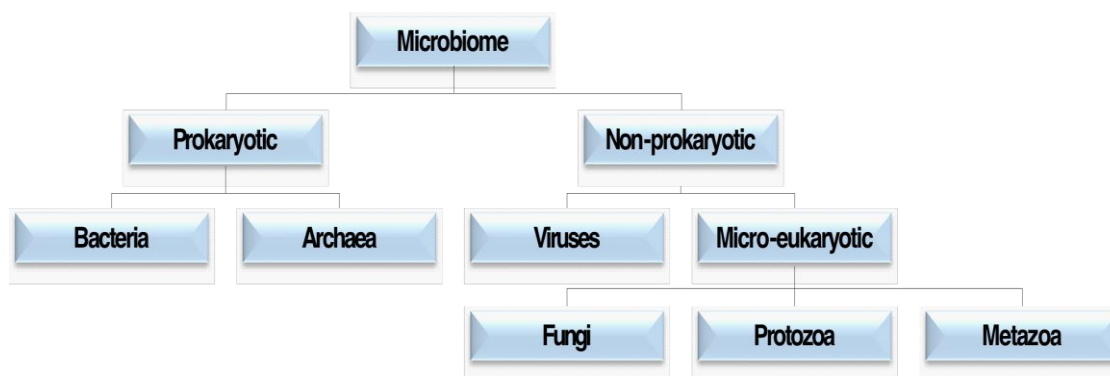 Microbiome
Prokaryotic
Non-prokaryotic
Bacteria
Archaea
Viruses
Micro-eukaryotic
Fungi
Protozoa
Metazoa